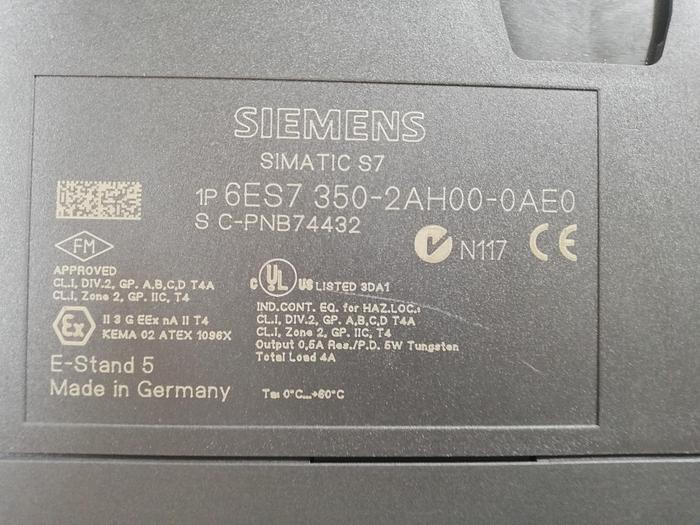 SIEMENS
SIMATIC S7
1P 6ES7 350-2AH00-0AE0
S C-PNB74432
N117 CE
FM
APPROVED
CL.I, DIV.2, GP. A,B,C,D T4A
CL.I, Zone 2, GP. IIC, T4
Ex II 3 G EEx nA II T4
KEMA 02 ATEX 1096X
E-Stand 5
Made in Germany
C UL US LISTED 3DA1
IND.CONT. EQ. for HAZ.LOC.:
CL.I, DIV.2, GP. A,B,C,D T4A
CL.I, Zone 2, GP. IIC, T4
Output 0,5A Res./P.D. 5W Tungsten
Total Load 4A
Ta: 0°C...+60°C